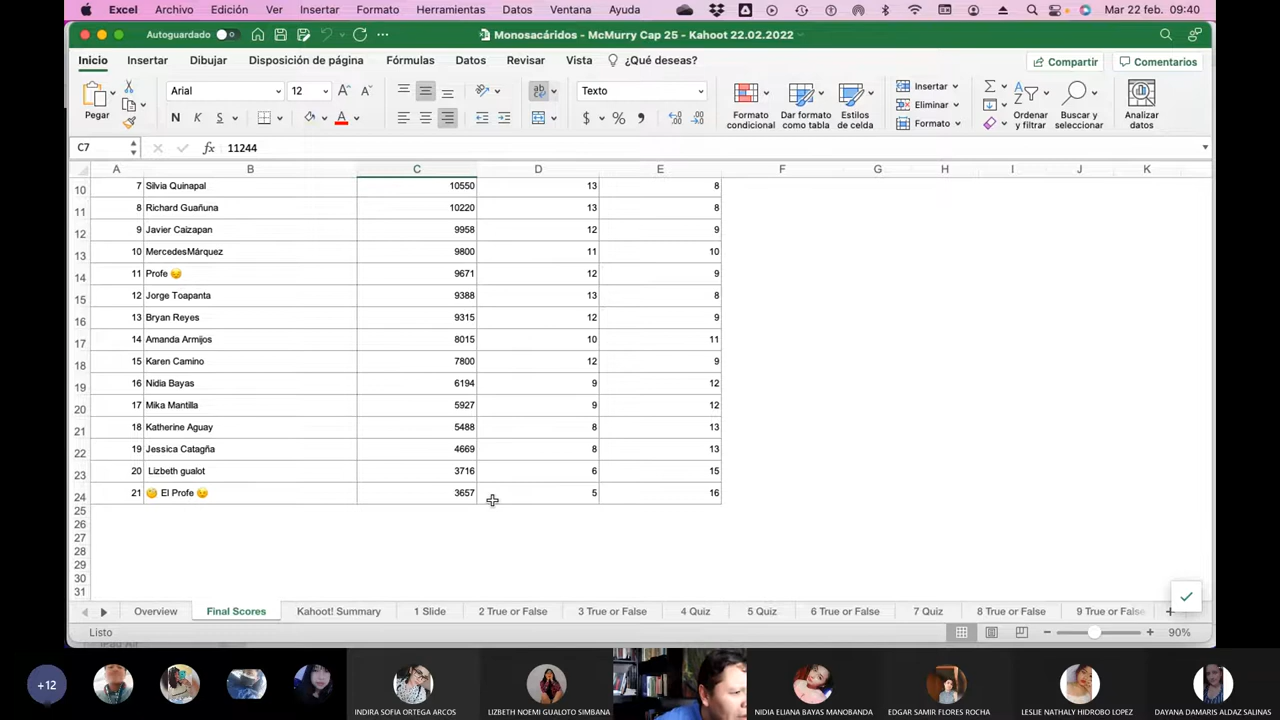 Excel Archivo Edición Ver Insertar Formato Herramientas Datos Ventana Ayuda Mar 22 feb. 09:40
Autoguardado 0 Monosacáridos - McMurry Cap 25 - Kahoot 22.02.2022
Inicio Insertar Dibujar Disposición de página Fórmulas Datos Revisar Vista ¿Qué deseas? Compartir Comentarios
Pegar Arial 12 Texto Formato condicional Dar formato como tabla Estilos de celda Insertar Eliminar Formato Ordenar y filtrar Buscar y seleccionar Analizar datos
C7 fx 11244
A B C D E F G H I J K
10 7 Silvia Quinapal 10550 13 8
11 8 Richard Guañuna 10220 13 8
12 9 Javier Caizapan 9958 12 9
13 10 MercedesMárquez 9800 11 10
14 11 Profe 😔 9671 12 9
15 12 Jorge Toapanta 9388 13 8
16 13 Bryan Reyes 9315 12 9
17 14 Amanda Armijos 8015 10 11
18 15 Karen Camino 7800 12 9
19 16 Nidia Bayas 6194 9 12
20 17 Mika Mantilla 5927 9 12
21 18 Katherine Aguay 5488 8 13
22 19 Jessica Catagña 4669 8 13
23 20 Lizbeth gualot 3716 6 15
24 21 🧐 El Profe 😉 3657 5 16
25
26
27
28
29
30
31
Overview Final Scores Kahoot! Summary 1 Slide 2 True or False 3 True or False 4 Quiz 5 Quiz 6 True or False 7 Quiz 8 True or False 9 True or False
Listo 90%
+12 INDIRA SOFIA ORTEGA ARCOS LIZBETH NOEMI GUALOTO SIMBANA NIDIA ELIANA BAYAS MANOBANDA EDGAR SAMIR FLORES ROCHA LESLIE NATHALY HIDROBO LOPEZ DAYANA DAMARIS ALDAZ SALINAS